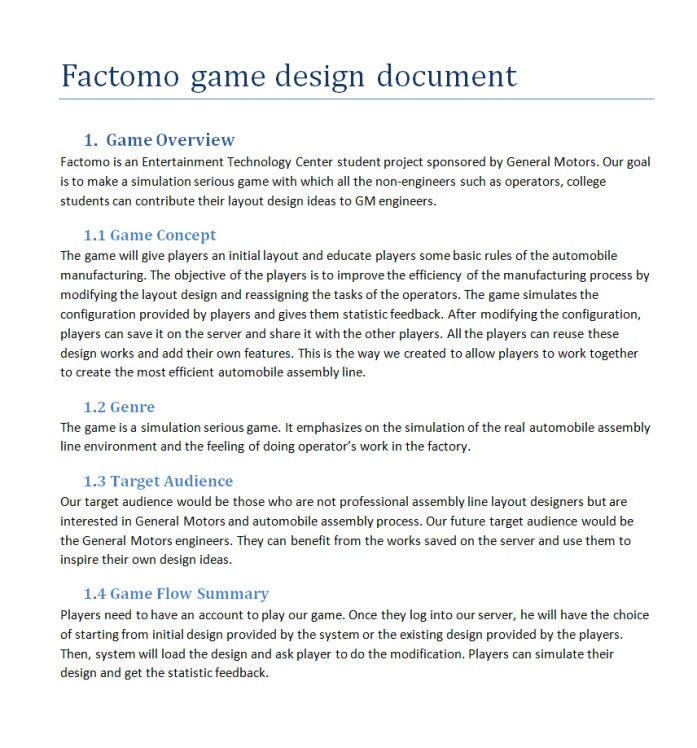 Factomo game design document
1. Game Overview
Factomo is an Entertainment Technology Center student project sponsored by General Motors. Our goal
is to make a simulation serious game with which all the non-engineers such as operators, college
students can contribute their layout design ideas to GM engineers.
1.1 Game Concept
The game will give players an initial layout and educate players some basic rules of the automobile
manufacturing. The objective of the players is to improve the efficiency of the manufacturing process by
modifying the layout design and reassigning the tasks of the operators. The game simulates the
configuration provided by players and gives them statistic feedback. After modifying the configuration,
players can save it on the server and share it with the other players. All the players can reuse these
design works and add their own features. This is the way we created to allow players to work together
to create the most efficient automobile assembly line.
1.2 Genre
The game is a simulation serious game. It emphasizes on the simulation of the real automobile assembly
line environment and the feeling of doing operator's work in the factory.
1.3 Target Audience
Our target audience would be those who are not professional assembly line layout designers but are
interested in General Motors and automobile assembly process. Our future target audience would be
the General Motors engineers. They can benefit from the works saved on the server and use them to
inspire their own design ideas.
1.4 Game Flow Summary
Players need to have an account to play our game. Once they log into our server, he will have the choice
of starting from initial design provided by the system or the existing design provided by the players.
Then, system will load the design and ask player to do the modification. Players can simulate their
design and get the statistic feedback.